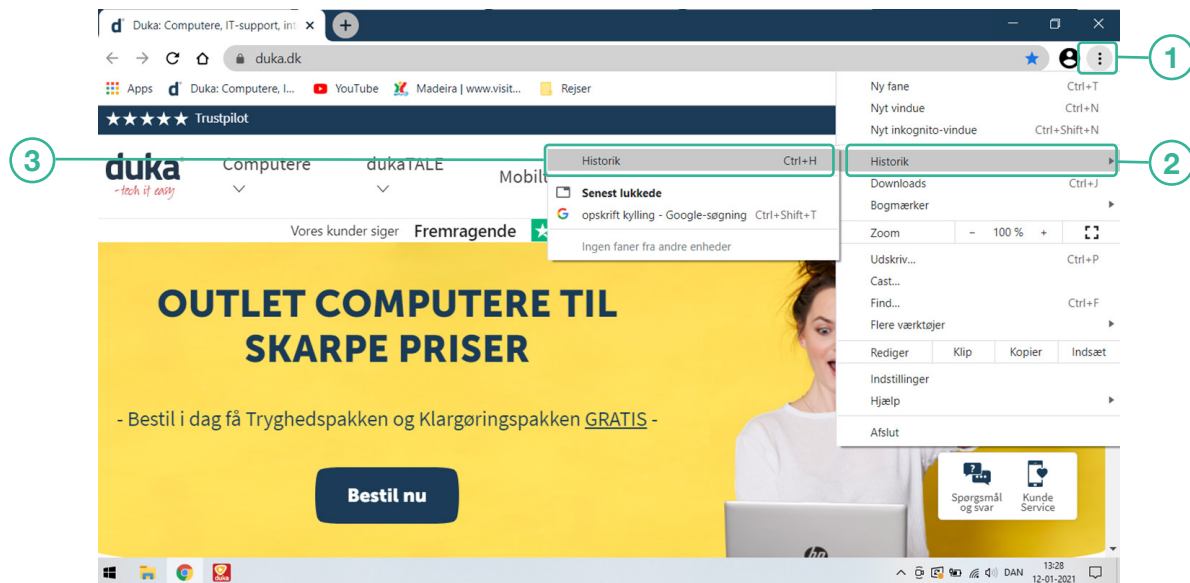 d Duka: Computere, IT-support, int
duka.dk
1
Apps d Duka: Computere, I... YouTube Madeira | www.visit... Rejser
Trustpilot
duka
-tech it easy
Computere
dukaTALE
Mobilt
Vores kunder siger Fremragende
3
Historik Ctrl+H
Senest lukkede
opskrift kylling - Google-søgning Ctrl+Shift+T
Ingen faner fra andre enheder
Ny fane Ctrl+T
Nyt vindue Ctrl+N
Nyt inkognito-vindue Ctrl+Shift+N
Historik
2
Downloads Ctrl+J
Bogmærker
Zoom - 100 % +
Udskriv... Ctrl+P
Cast...
Find... Ctrl+F
Flere værktøjer
Rediger Klip Kopier Indsæt
Indstillinger
Hjælp
Afslut
OUTLET COMPUTERE TIL
SKARPE PRISER
- Bestil i dag få Tryghedspakken og Klargøringspakken GRATIS -
Bestil nu
hp
Spørgsmål
og svar
Kunde
Service
duka
DAN
13:28
12-01-2021